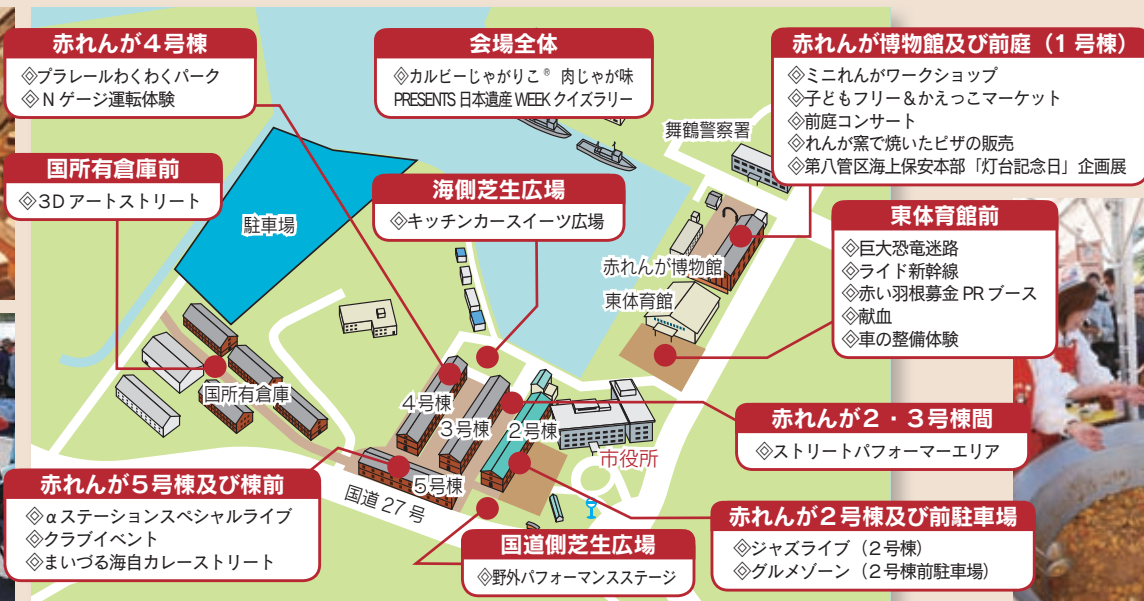 赤れんが4号棟
◇プラレールわくわくパーク
◇Nゲージ運転体験
会場全体
◇カルビーじゃがりこ® 肉じゃが味
PRESENTS 日本遺産 WEEK クイズラリー
赤れんが博物館及び前庭（1号棟）
◇ミニれんがワークショップ
◇子どもフリー＆かえっこマーケット
◇前庭コンサート
◇れんが窯で焼いたピザの販売
◇第八管区海上保安本部「灯台記念日」企画展
国所有倉庫前
◇3Dアートストリート
海側芝生広場
◇キッチンカースイーツ広場
東体育館前
◇巨大恐竜迷路
◇ライド新幹線
◇赤い羽根募金PRブース
◇献血
◇車の整備体験
舞鶴警察署
駐車場
赤れんが博物館
東体育館
国所有倉庫
4号棟
3号棟
2号棟
5号棟
市役所
国道27号
赤れんが2・3号棟間
◇ストリートパフォーマーエリア
赤れんが5号棟及び棟前
◇αステーションスペシャルライブ
◇クラブイベント
◇まいづる海自カレーストリート
国道側芝生広場
◇野外パフォーマンスステージ
赤れんが2号棟及び前駐車場
◇ジャズライブ（2号棟）
◇グルメゾーン（2号棟前駐車場）